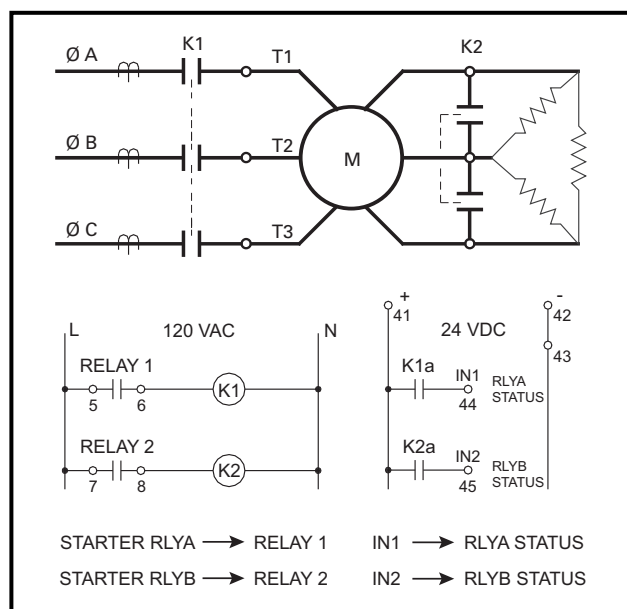 K1 T1 K2
Ø A
Ø B T2 M
Ø C T3
L 120 VAC N
RELAY 1
5 6 K1
RELAY 2
7 8 K2
+ -
41 24 VDC 42
43
K1a IN1 RLYA
44 STATUS
K2a IN2 RLYB
45 STATUS
STARTER RLYA → RELAY 1 IN1 → RLYA STATUS
STARTER RLYB → RELAY 2 IN2 → RLYB STATUS